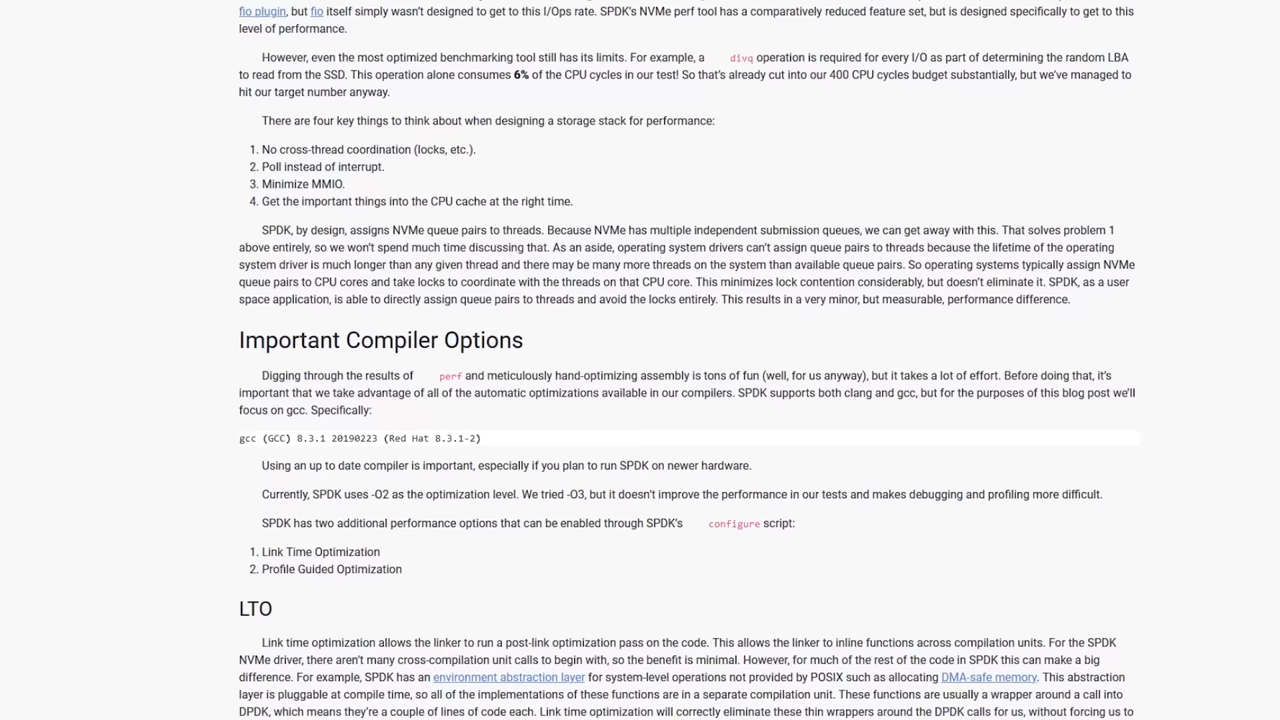 fio plugin, but fio itself simply wasn't designed to get to this I/Ops rate. SPDK's NVMe perf tool has a comparatively reduced feature set, but is designed specifically to get to this
level of performance.
However, even the most optimized benchmarking tool still has its limits. For example, a divq operation is required for every I/O as part of determining the random LBA
to read from the SSD. This operation alone consumes 6% of the CPU cycles in our test! So that's already cut into our 400 CPU cycles budget substantially, but we've managed to
hit our target number anyway.
There are four key things to think about when designing a storage stack for performance:
1. No cross-thread coordination (locks, etc.).
2. Poll instead of interrupt.
3. Minimize MMIO.
4. Get the important things into the CPU cache at the right time.
SPDK, by design, assigns NVMe queue pairs to threads. Because NVMe has multiple independent submission queues, we can get away with this. That solves problem 1
above entirely, so we won't spend much time discussing that. As an aside, operating system drivers can't assign queue pairs to threads because the lifetime of the operating
system driver is much longer than any given thread and there may be many more threads on the system than available queue pairs. So operating systems typically assign NVMe
queue pairs to CPU cores and take locks to coordinate with the threads on that CPU core. This minimizes lock contention considerably, but doesn't eliminate it. SPDK, as a user
space application, is able to directly assign queue pairs to threads and avoid the locks entirely. This results in a very minor, but measurable, performance difference.
Important Compiler Options
Digging through the results of perf and meticulously hand-optimizing assembly is tons of fun (well, for us anyway), but it takes a lot of effort. Before doing that, it's
important that we take advantage of all of the automatic optimizations available in our compilers. SPDK supports both clang and gcc, but for the purposes of this blog post we'll
focus on gcc. Specifically:
gcc (GCC) 8.3.1 20190223 (Red Hat 8.3.1-2)
Using an up to date compiler is important, especially if you plan to run SPDK on newer hardware.
Currently, SPDK uses -O2 as the optimization level. We tried -O3, but it doesn't improve the performance in our tests and makes debugging and profiling more difficult.
SPDK has two additional performance options that can be enabled through SPDK's configure script:
1. Link Time Optimization
2. Profile Guided Optimization
LTO
Link time optimization allows the linker to run a post-link optimization pass on the code. This allows the linker to inline functions across compilation units. For the SPDK
NVMe driver, there aren't many cross-compilation unit calls to begin with, so the benefit is minimal. However, for much of the rest of the code in SPDK this can make a big
difference. For example, SPDK has an environment abstraction layer for system-level operations not provided by POSIX such as allocating DMA-safe memory. This abstraction
layer is pluggable at compile time, so all of the implementations of these functions are in a separate compilation unit. These functions are usually a wrapper around a call into
DPDK, which means they're a couple of lines of code each. Link time optimization will correctly eliminate these thin wrappers around the DPDK calls for us, without forcing us to